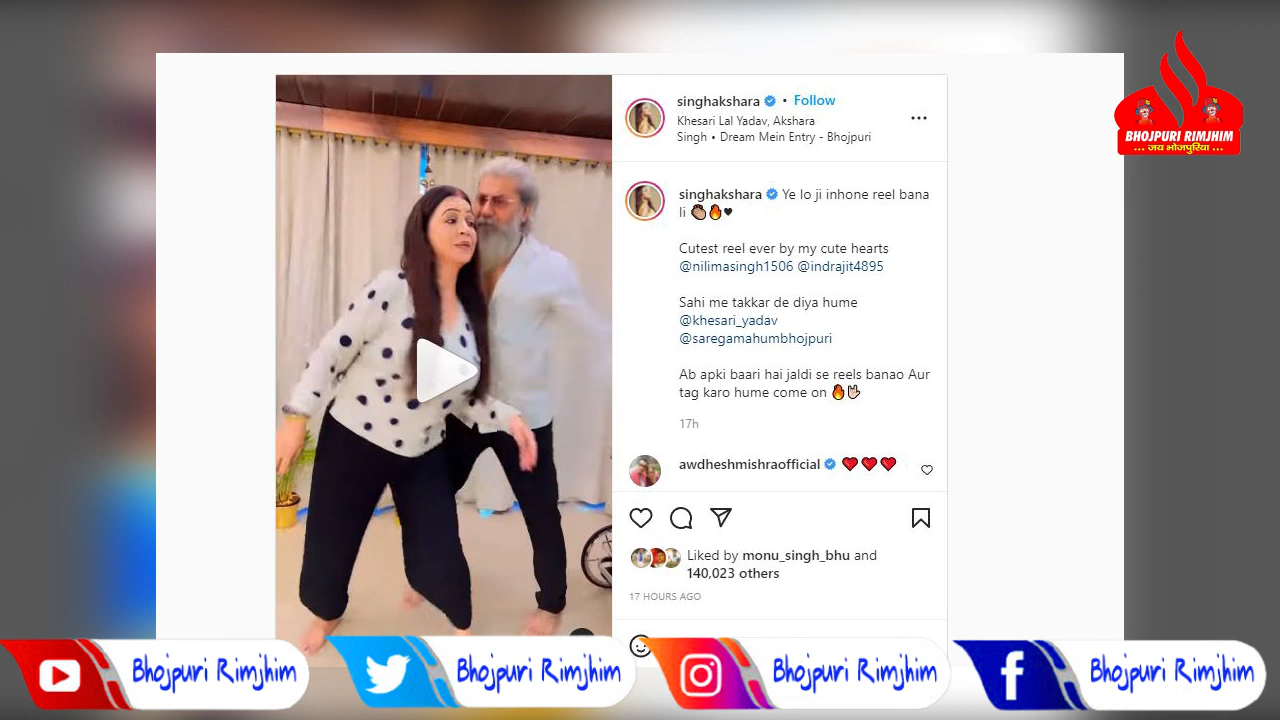 singhakshara • Follow
Khesari Lal Yadav, Akshara
Singh • Dream Mein Entry - Bhojpuri
BHOJPURI RIMJHIM
... जय भोजपुरिया ...
singhakshara Ye lo ji inhone reel bana
li 👏🔥♥
Cutest reel ever by my cute hearts
@nilimasingh1506 @indrajit4895
Sahi me takkar de diya hume
@khesari_yadav
@saregamahumbhojpuri
Ab apki baari hai jaldi se reels banao Aur
tag karo hume come on 🔥✌
17h
awdheshmishraofficial ❤❤❤
Liked by monu_singh_bhu and
140,023 others
17 HOURS AGO
Bhojpuri Rimjhim
Bhojpuri Rimjhim
Bhojpuri Rimjhim
Bhojpuri Rimjhim